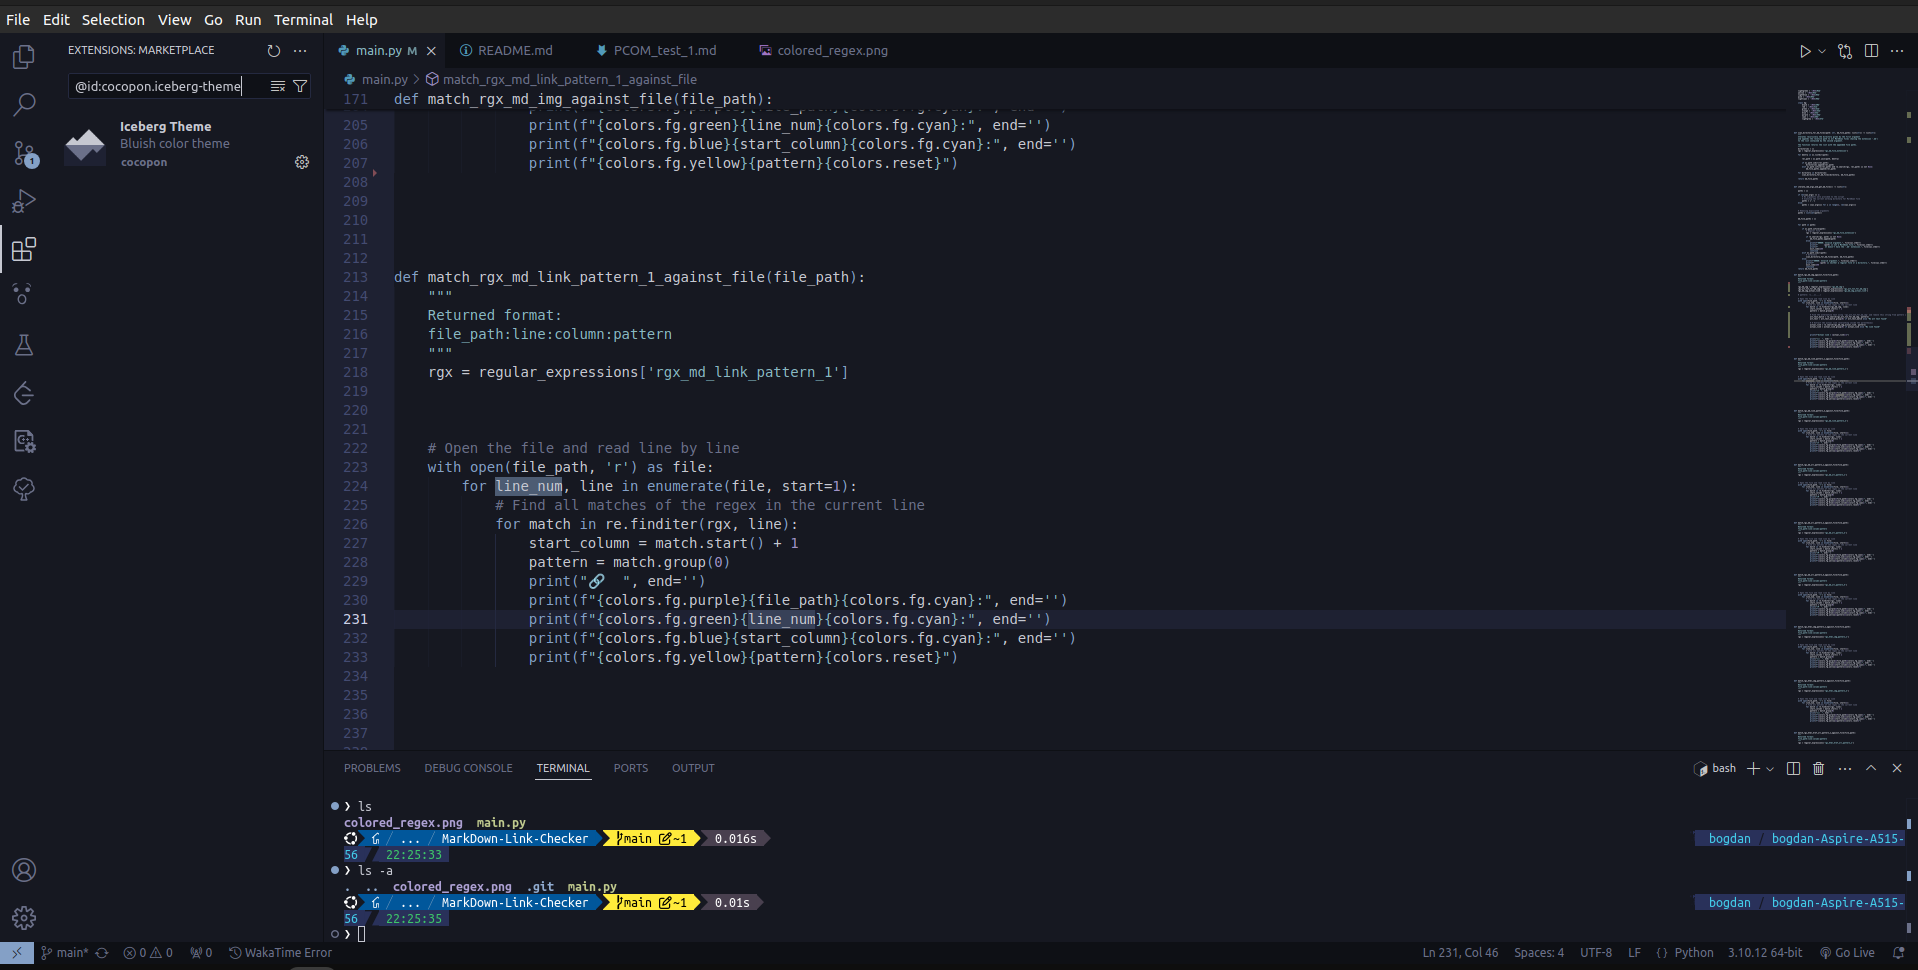 File Edit Selection View Go Run Terminal Help
EXTENSIONS: MARKETPLACE
@id:cocopon.iceberg-theme
Iceberg Theme
Bluish color theme
cocopon
main.py M
README.md
PCOM_test_1.md
colored_regex.png
main.py > match_rgx_md_link_pattern_1_against_file
171 def match_rgx_md_img_against_file(file_path):
205 print(f"{colors.fg.green}{line_num}{colors.fg.cyan}:", end='')
206 print(f"{colors.fg.blue}{start_column}{colors.fg.cyan}:", end='')
207 print(f"{colors.fg.yellow}{pattern}{colors.reset}")
208
209
210
211
212
213 def match_rgx_md_link_pattern_1_against_file(file_path):
214 """
215 Returned format:
216 file_path:line:column:pattern
217 """
218 rgx = regular_expressions['rgx_md_link_pattern_1']
219
220
221
222 # Open the file and read line by line
223 with open(file_path, 'r') as file:
224 for line_num, line in enumerate(file, start=1):
225 # Find all matches of the regex in the current line
226 for match in re.finditer(rgx, line):
227 start_column = match.start() + 1
228 pattern = match.group(0)
229 print("🔗  ", end='')
230 print(f"{colors.fg.purple}{file_path}{colors.fg.cyan}:", end='')
231 print(f"{colors.fg.green}{line_num}{colors.fg.cyan}:", end='')
232 print(f"{colors.fg.blue}{start_column}{colors.fg.cyan}:", end='')
233 print(f"{colors.fg.yellow}{pattern}{colors.reset}")
234
235
236
237
PROBLEMS DEBUG CONSOLE TERMINAL PORTS OUTPUT
bash
❯ ls
colored_regex.png main.py
/ ... / MarkDown-Link-Checker main ~1 0.016s bogdan / bogdan-Aspire-A515-
56 22:25:33
❯ ls -a
. .. colored_regex.png .git main.py
/ ... / MarkDown-Link-Checker main ~1 0.01s bogdan / bogdan-Aspire-A515-
56 22:25:35
❯
main* 0 0 0 WakaTime Error Ln 231, Col 46 Spaces: 4 UTF-8 LF { } Python 3.10.12 64-bit Go Live
1